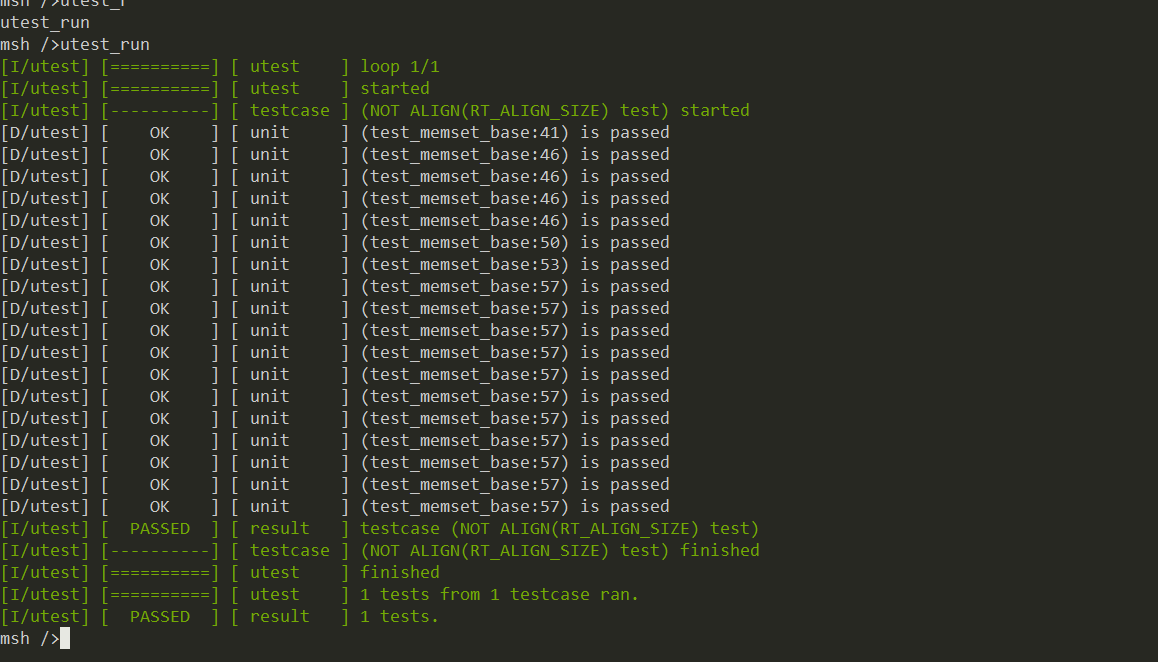 msh />utest_r
utest_run
msh />utest_run
[I/utest] [==========] [ utest    ] loop 1/1
[I/utest] [==========] [ utest    ] started
[I/utest] [----------] [ testcase ] (NOT ALIGN(RT_ALIGN_SIZE) test) started
[D/utest] [    OK    ] [ unit     ] (test_memset_base:41) is passed
[D/utest] [    OK    ] [ unit     ] (test_memset_base:46) is passed
[D/utest] [    OK    ] [ unit     ] (test_memset_base:46) is passed
[D/utest] [    OK    ] [ unit     ] (test_memset_base:46) is passed
[D/utest] [    OK    ] [ unit     ] (test_memset_base:46) is passed
[D/utest] [    OK    ] [ unit     ] (test_memset_base:50) is passed
[D/utest] [    OK    ] [ unit     ] (test_memset_base:53) is passed
[D/utest] [    OK    ] [ unit     ] (test_memset_base:57) is passed
[D/utest] [    OK    ] [ unit     ] (test_memset_base:57) is passed
[D/utest] [    OK    ] [ unit     ] (test_memset_base:57) is passed
[D/utest] [    OK    ] [ unit     ] (test_memset_base:57) is passed
[D/utest] [    OK    ] [ unit     ] (test_memset_base:57) is passed
[D/utest] [    OK    ] [ unit     ] (test_memset_base:57) is passed
[D/utest] [    OK    ] [ unit     ] (test_memset_base:57) is passed
[D/utest] [    OK    ] [ unit     ] (test_memset_base:57) is passed
[D/utest] [    OK    ] [ unit     ] (test_memset_base:57) is passed
[D/utest] [    OK    ] [ unit     ] (test_memset_base:57) is passed
[D/utest] [    OK    ] [ unit     ] (test_memset_base:57) is passed
[I/utest] [  PASSED  ] [ result   ] testcase (NOT ALIGN(RT_ALIGN_SIZE) test)
[I/utest] [----------] [ testcase ] (NOT ALIGN(RT_ALIGN_SIZE) test) finished
[I/utest] [==========] [ utest    ] finished
[I/utest] [==========] [ utest    ] 1 tests from 1 testcase ran.
[I/utest] [  PASSED  ] [ result   ] 1 tests.
msh />